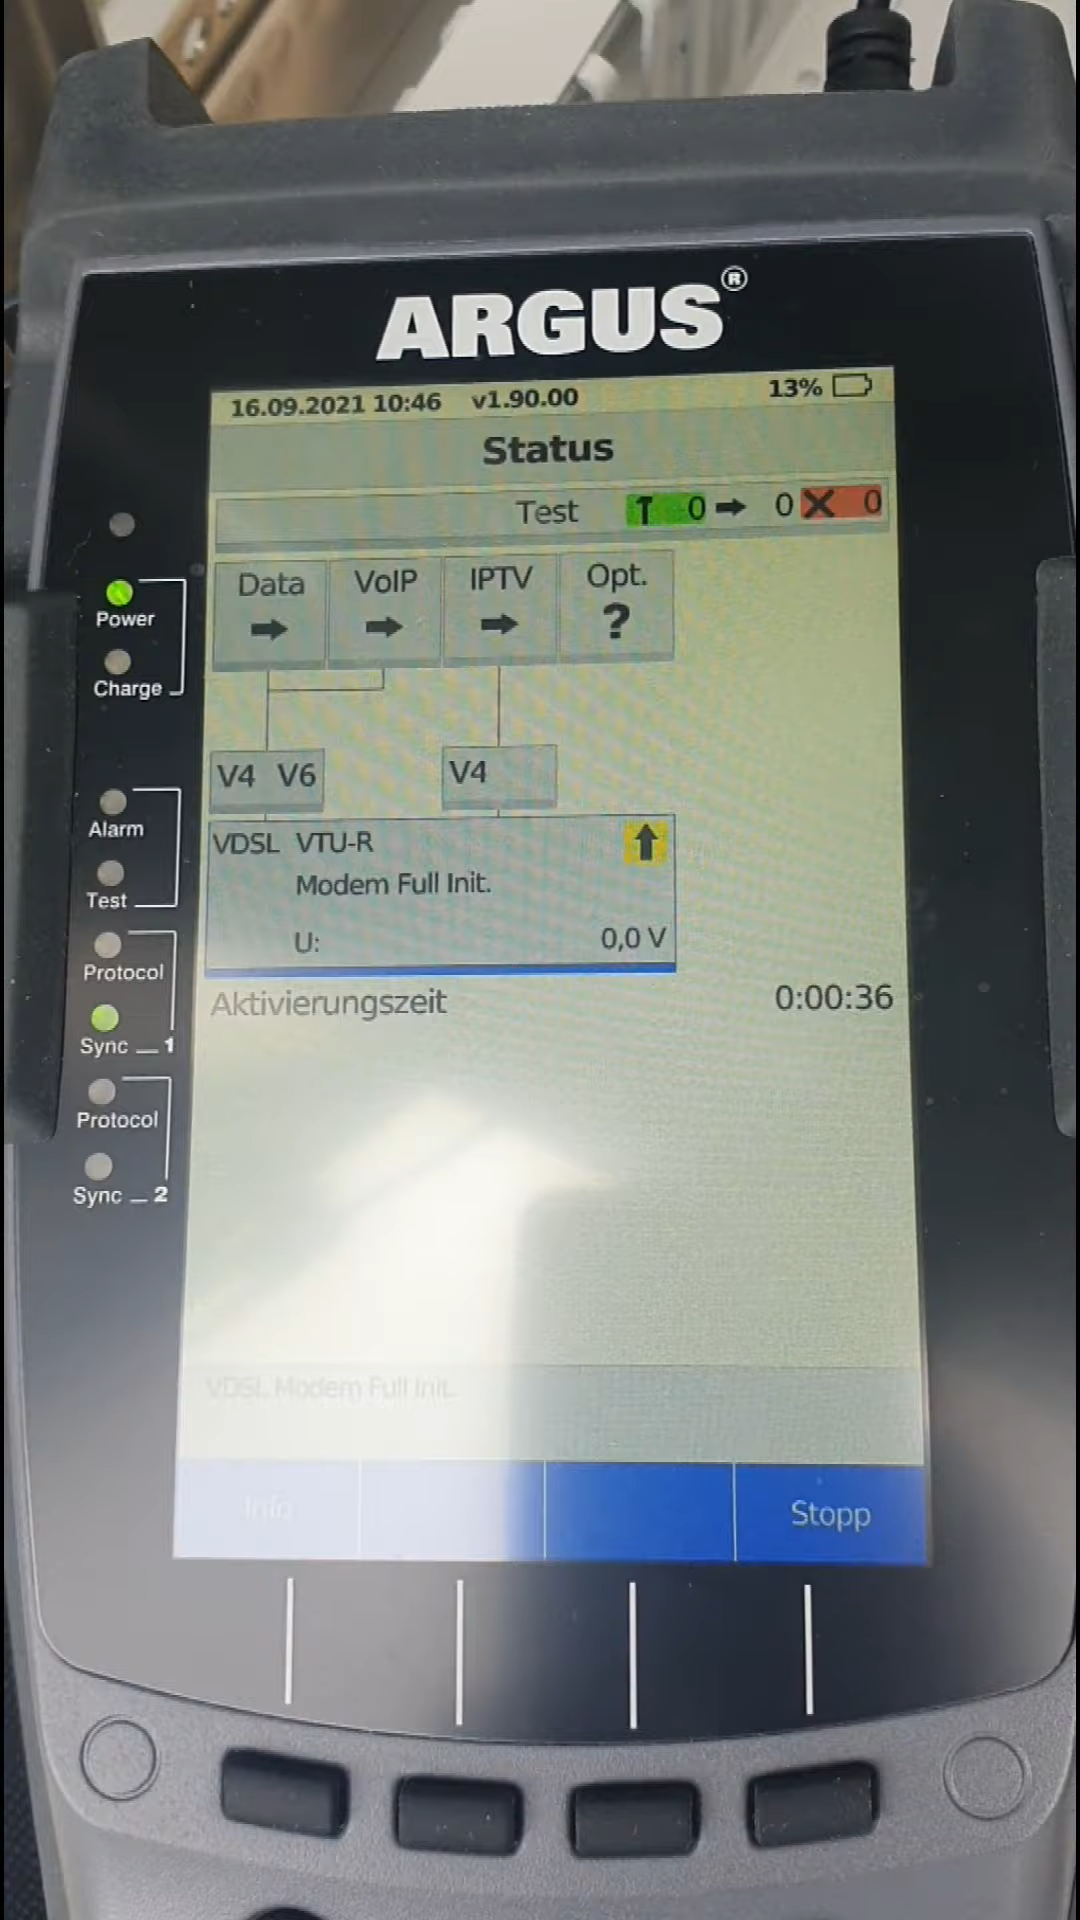 ARGUS®
16.09.2021 10:46 v1.90.00 13%
Status
Test 0 0 0
Data VoIP IPTV Opt.
?
V4 V6 V4
VDSL VTU-R
Modem Full Init.
U: 0,0 V
Aktivierungszeit 0:00:36
VDSL Modem Full Init.
Info Stopp
Power
Charge
Alarm
Test
Protocol
Sync 1
Protocol
Sync 2